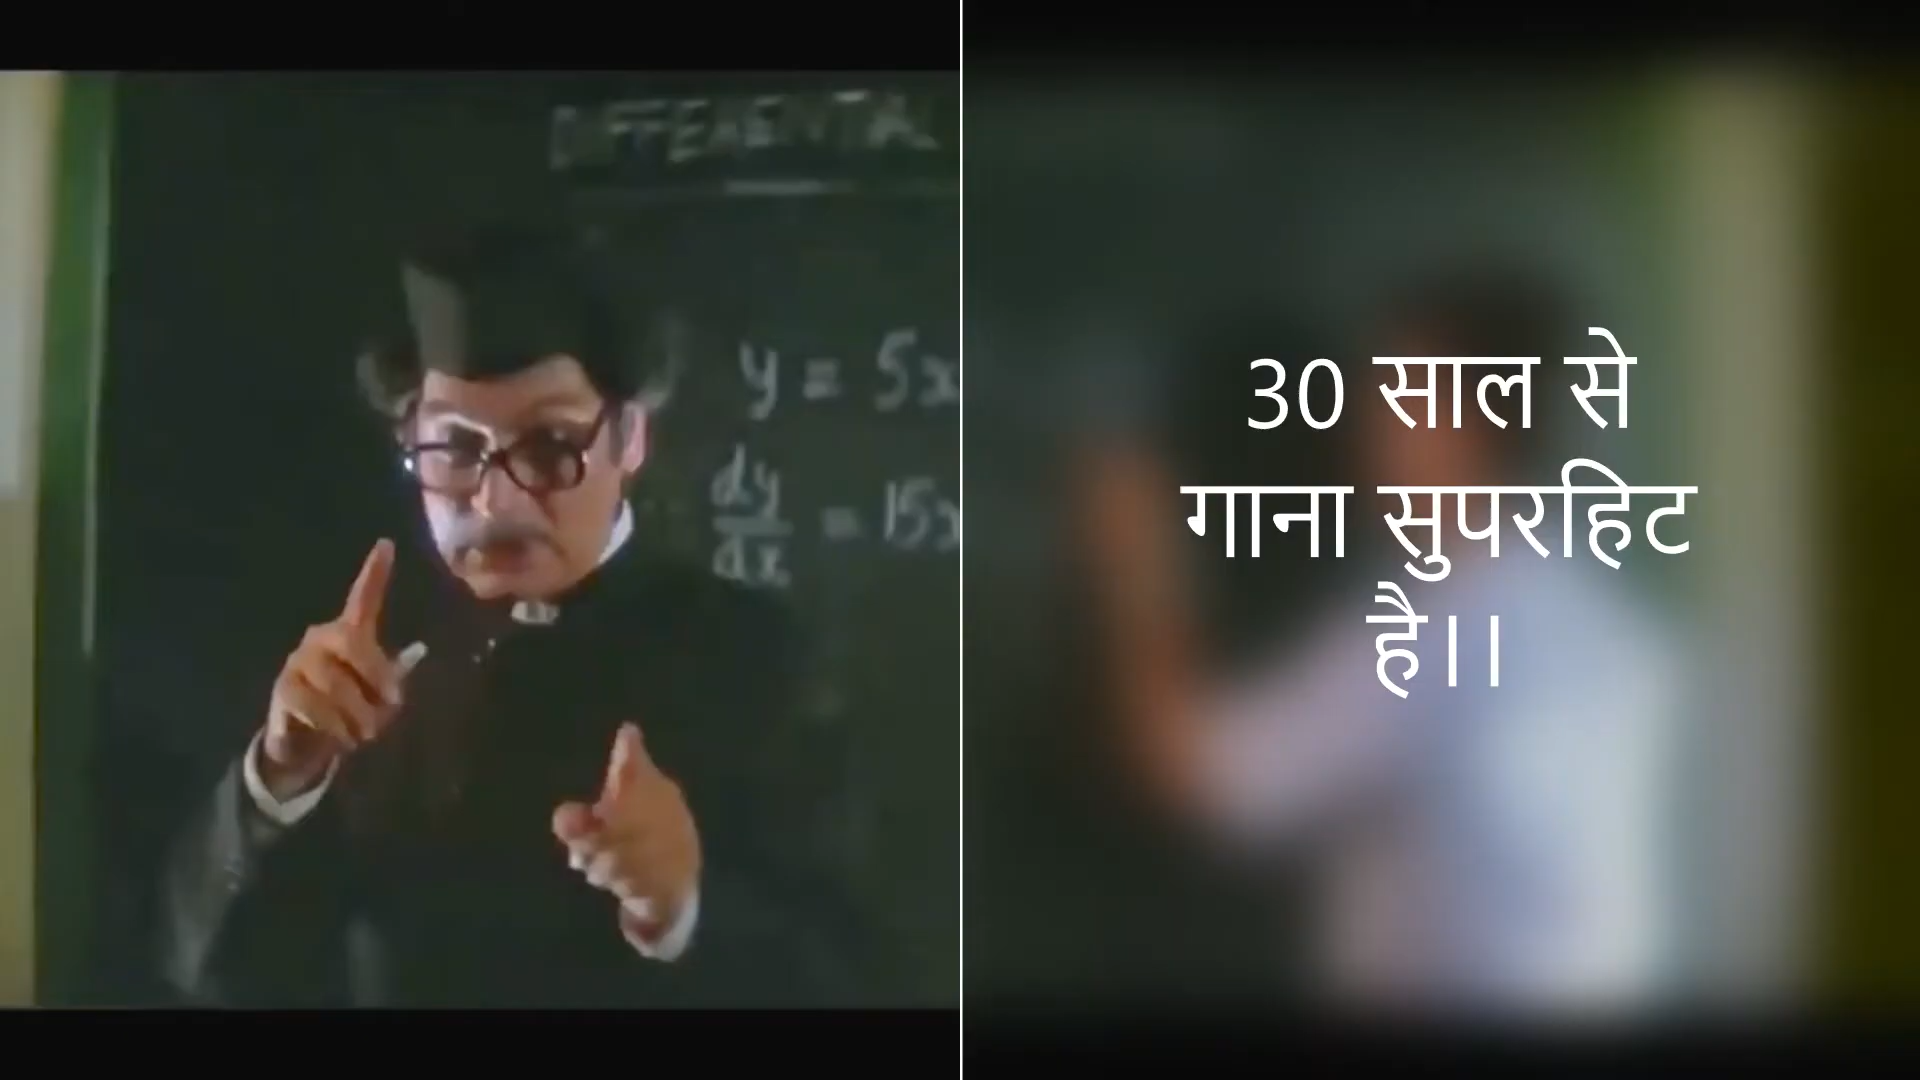 DIFFERENTIAL
y = 5x
dy
dx
= 15x
30 साल से
गाना सुपरहिट
है।।